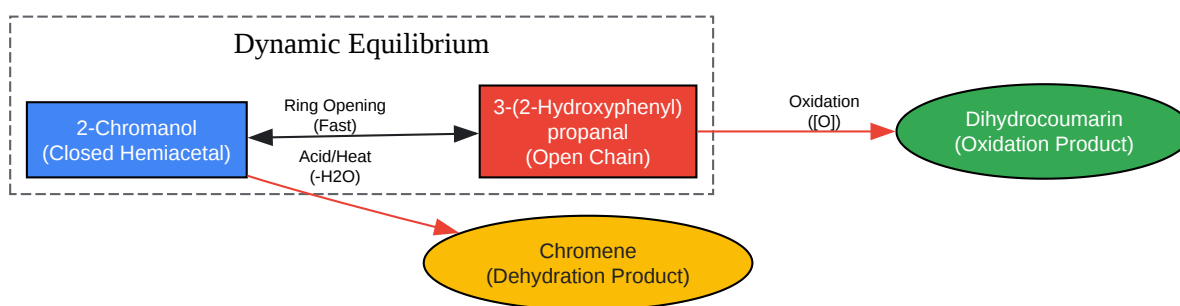 Dynamic Equilibrium
2-Chromanol
(Closed Hemiacetal)
Ring Opening
(Fast)
Acid/Heat
(-H2O)
3-(2-Hydroxyphenyl)
propanal
(Open Chain)
Oxidation
([O])
Dihydrocoumarin
(Oxidation Product)
Chromene
(Dehydration Product)